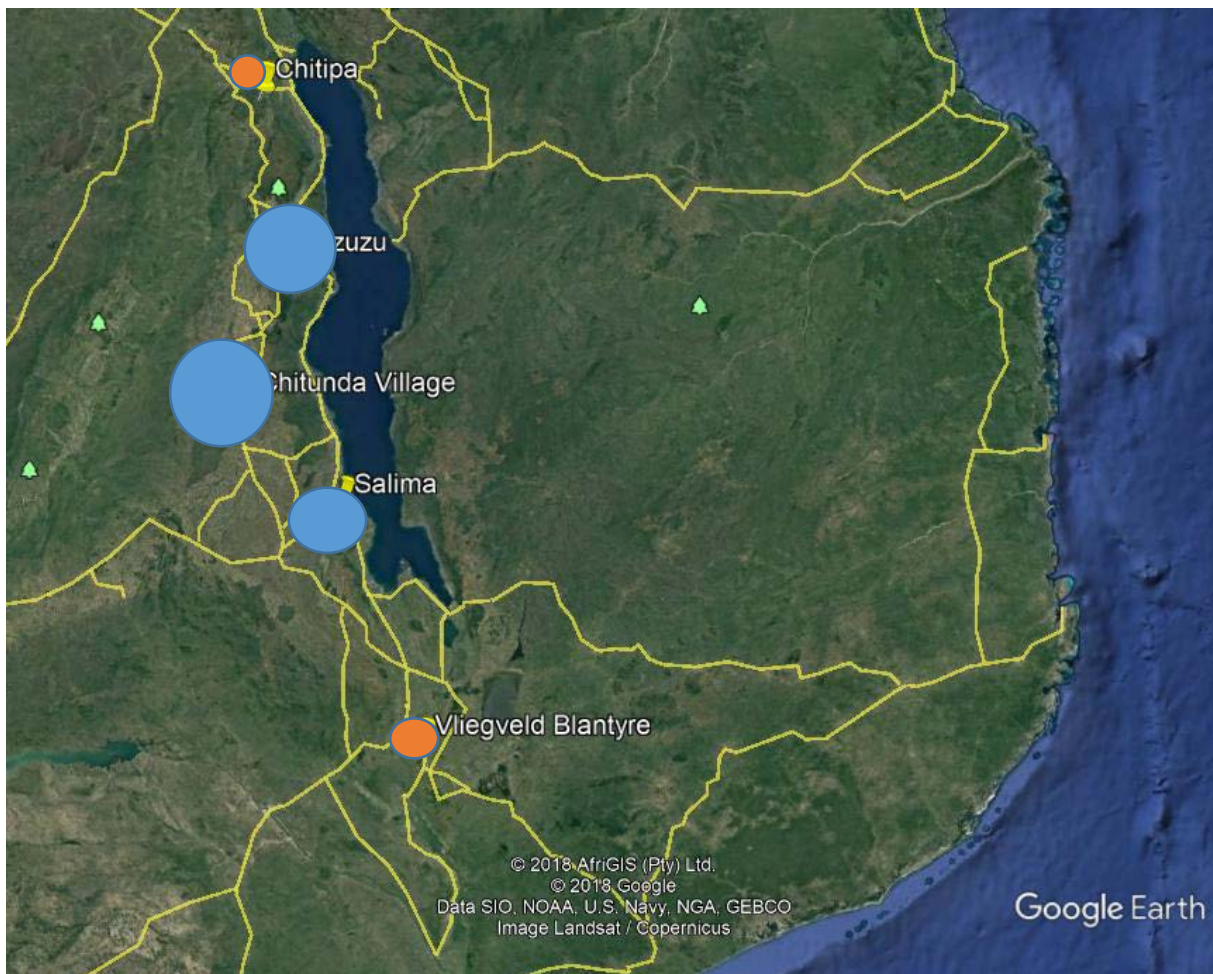 Chitipa
zuzu
Chitunda Village
Salima
Vliegveld Blantyre
© 2018 AfriGIS (Pty) Ltd.
© 2018 Google
Data SIO, NOAA, U.S. Navy, NGA, GEBCO
Image Landsat / Copernicus
Google Earth